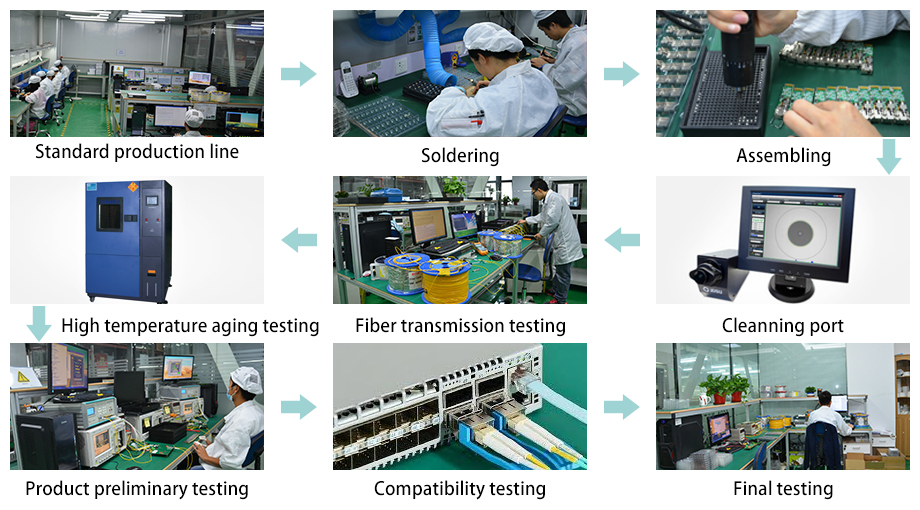 Standard production line
Soldering
Assembling
High temperature aging testing
Fiber transmission testing
Cleanning port
Product preliminary testing
Compatibility testing
Final testing